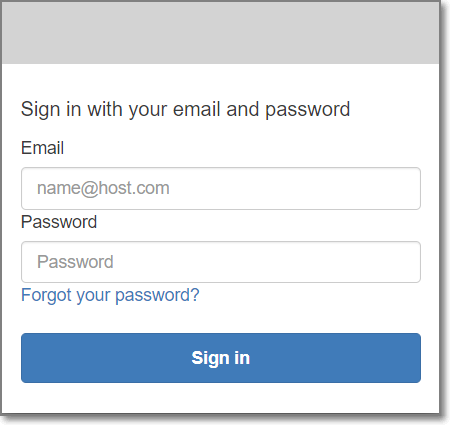 Sign in with your email and password
Email
name@host.com
Password
Password
Forgot your password?
Sign in